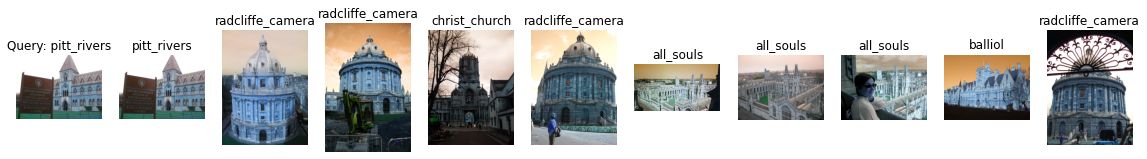 Query: pitt_rivers
pitt_rivers
radcliffe_camera
radcliffe_camera
christ_church
radcliffe_camera
all_souls
all_souls
all_souls
balliol
radcliffe_camera